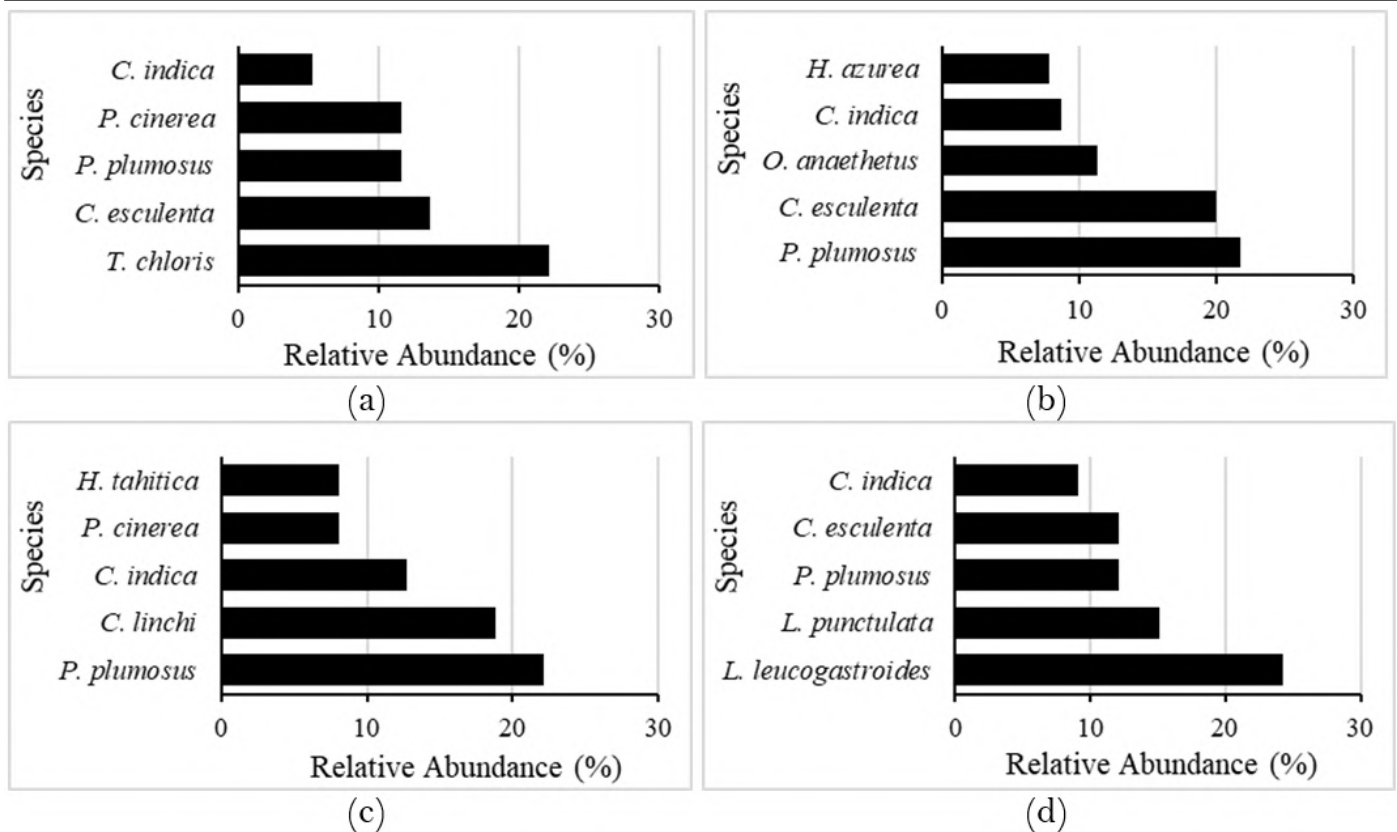 Species
C. indica
P. cinerea
P. plumosus
C. esculenta
T. chloris
0 10 20 30
Relative Abundance (%)
(a)
Species
H. azurea
C. indica
O. anaethetus
C. esculenta
P. plumosus
0 10 20 30
Relative Abundance (%)
(b)
Species
H. tahitica
P. cinerea
C. indica
C. linchi
P. plumosus
0 10 20 30
Relative Abundance (%)
(c)
Species
C. indica
C. esculenta
P. plumosus
L. punctulata
L. leucogastroides
0 10 20 30
Relative Abundance (%)
(d)